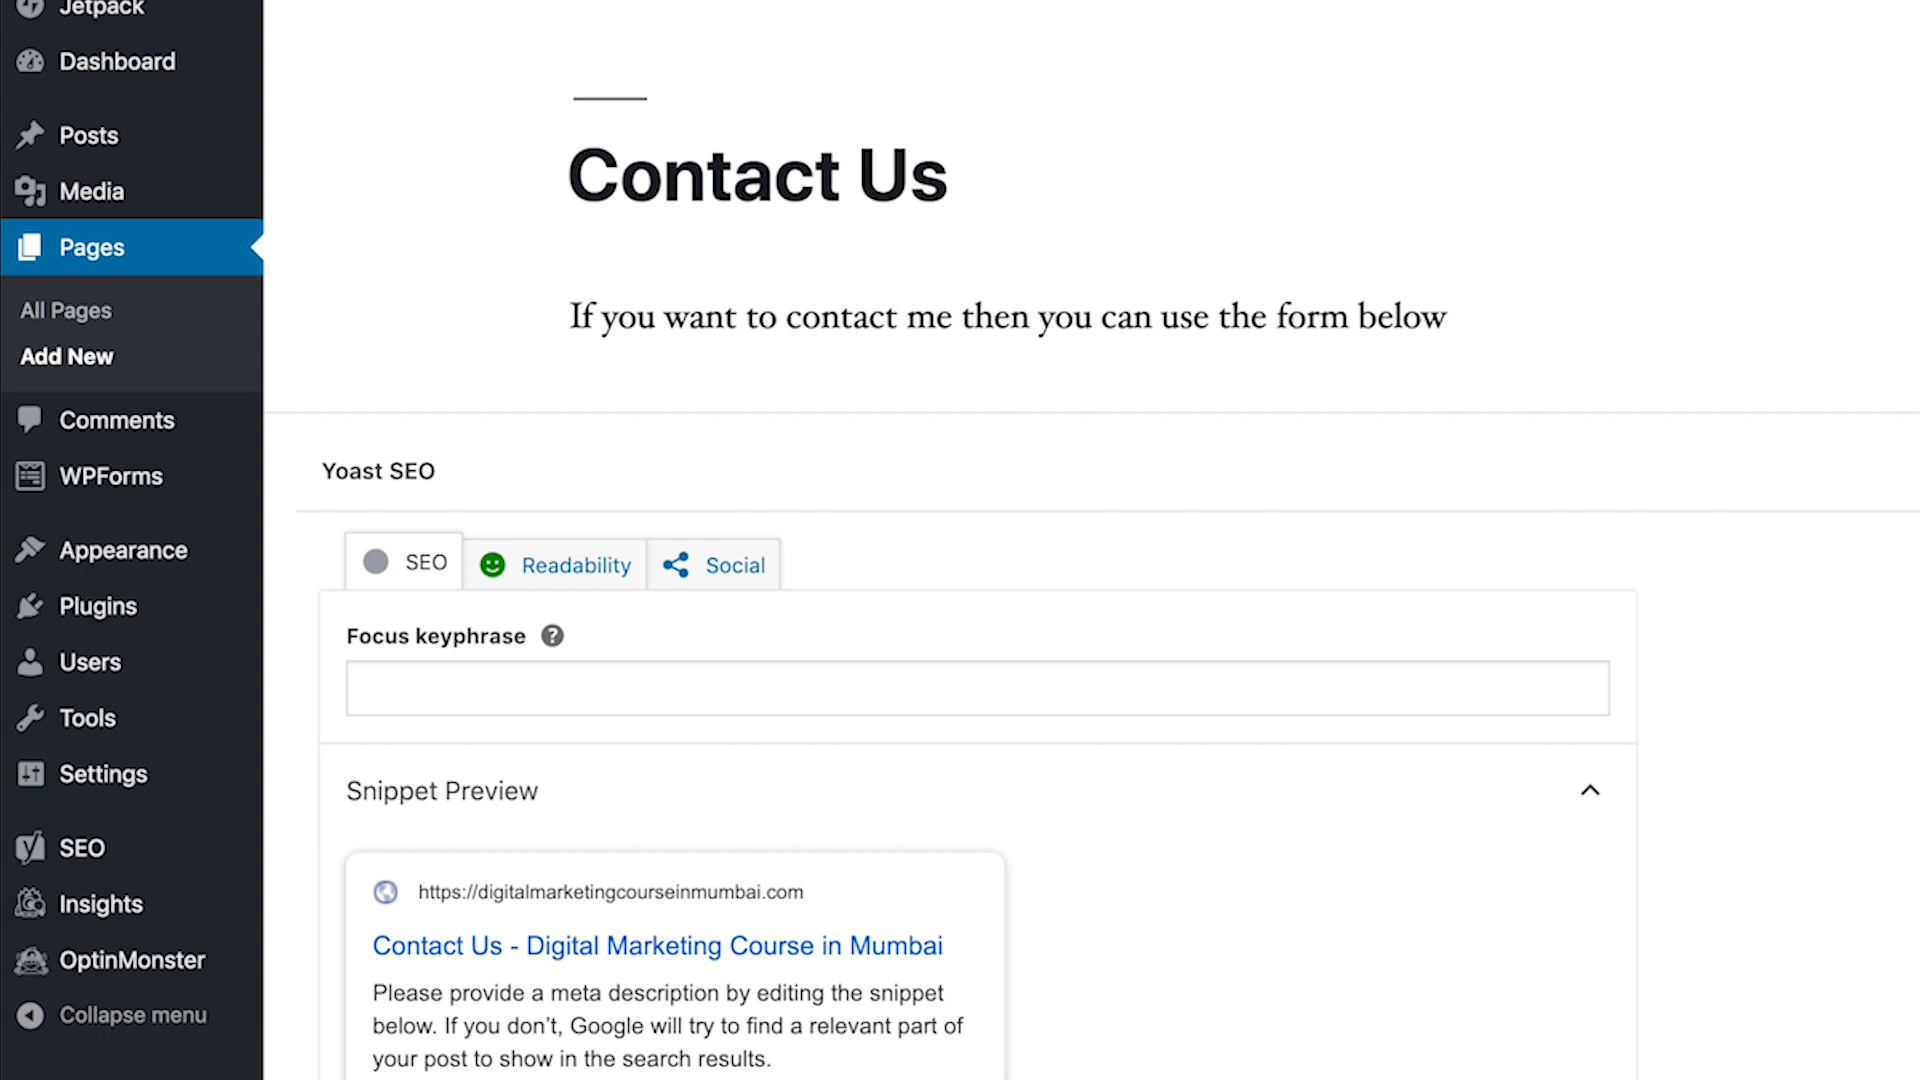 Jetpack
Dashboard
Posts
Media
Pages
All Pages
Add New
Comments
WPForms
Appearance
Plugins
Users
Tools
Settings
SEO
Insights
OptinMonster
Collapse menu
Contact Us
If you want to contact me then you can use the form below
Yoast SEO
SEO
Readability
Social
Focus keyphrase ?
Snippet Preview
https://digitalmarketingcourseinmumbai.com
Contact Us - Digital Marketing Course in Mumbai
Please provide a meta description by editing the snippet
below. If you don’t, Google will try to find a relevant part of
your post to show in the search results.